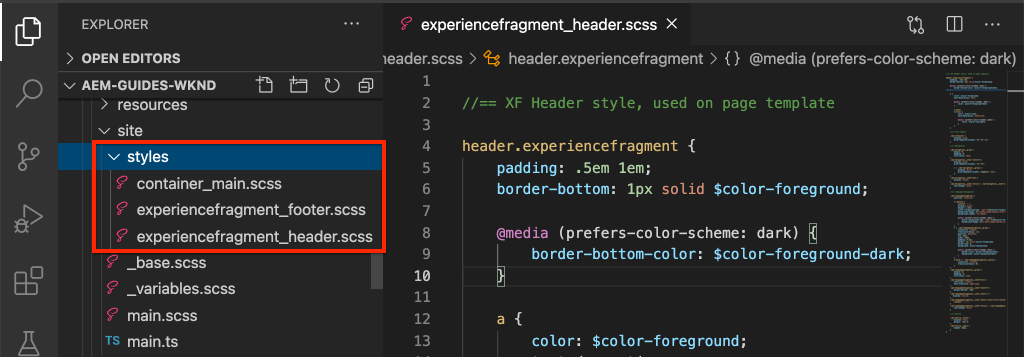 EXPLORER
OPEN EDITORS
AEM-GUIDES-WKND
resources
site
styles
container_main.scss
experiencefragment_footer.scss
experiencefragment_header.scss
_base.scss
_variables.scss
main.scss
TS main.ts
experiencefragment_header.scss
header.scss > header.experiencefragment > {} @media (prefers-color-scheme: dark)
1
2 //== XF Header style, used on page template
3
4 header.experiencefragment {
5 padding: .5em 1em;
6 border-bottom: 1px solid $color-foreground;
7
8 @media (prefers-color-scheme: dark) {
9 border-bottom-color: $color-foreground-dark;
10 }
11
12 a {
13 color: $color-foreground;